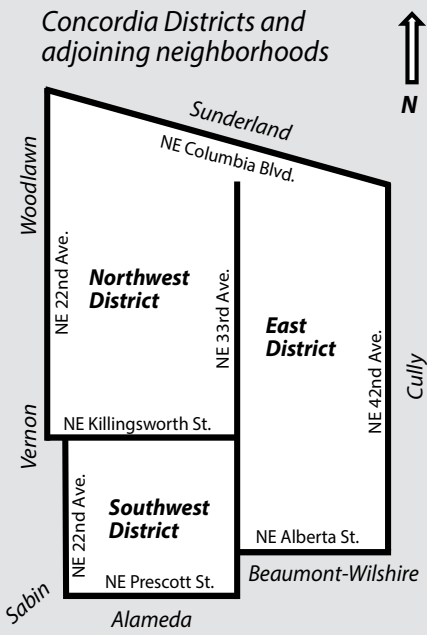 Concordia Districts and
adjoining neighborhoods
N
Sunderland
NE Columbia Blvd.
Woodlawn
NE 22nd Ave.
Northwest
District
NE 33rd Ave.
East
District
NE 42nd Ave.
Cully
NE Killingsworth St.
Vernon
NE 22nd Ave.
Southwest
District
NE Alberta St.
NE Prescott St.
Beaumont-Wilshire
Sabin
Alameda